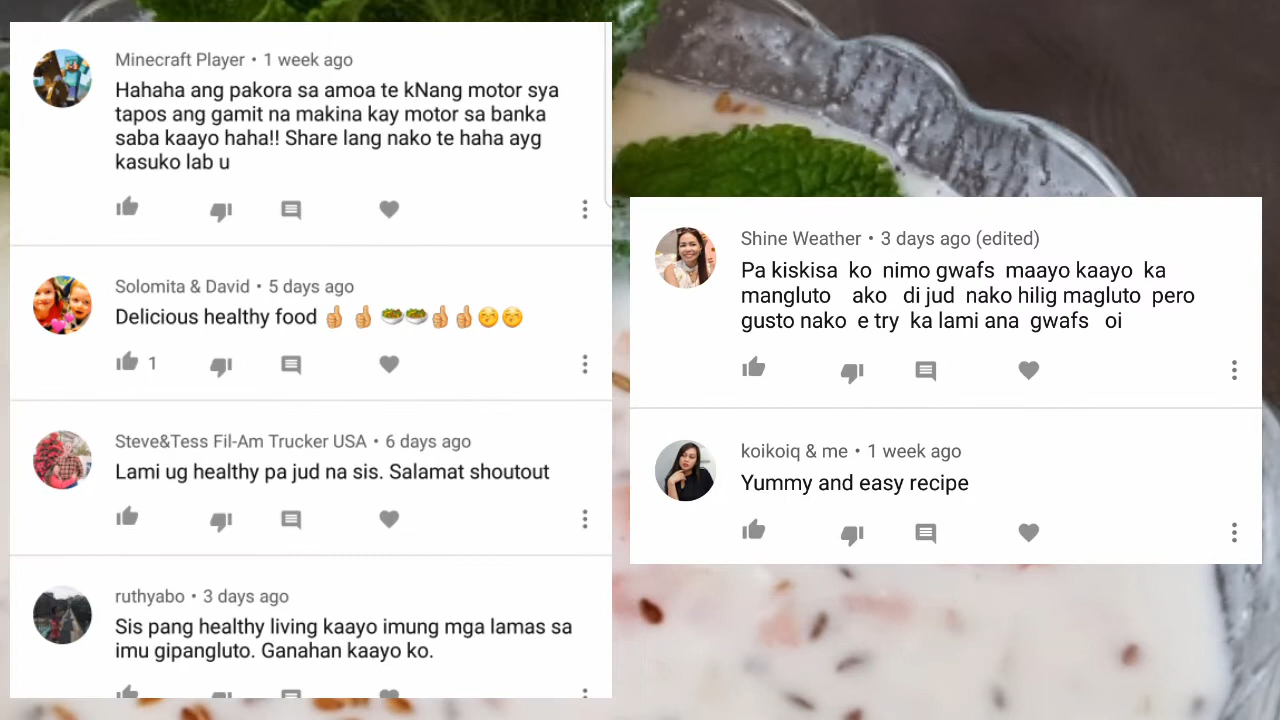 Minecraft Player • 1 week ago
Hahaha ang pakora sa amoa te kNang motor sya
tapos ang gamit na makina kay motor sa banka
saba kaayo haha!! Share lang nako te haha ayg
kasuko lab u
Solomita & David • 5 days ago
Delicious healthy food 👍👍🥗🥗👍👍😊😊
1
Steve&Tess Fil-Am Trucker USA • 6 days ago
Lami ug healthy pa jud na sis. Salamat shoutout
ruthyabo • 3 days ago
Sis pang healthy living kaayo imung mga lamas sa
imu gipangluto. Ganahan kaayo ko.
Shine Weather • 3 days ago (edited)
Pa kiskisa ko nimo gwafs maayo kaayo ka
mangluto ako di jud nako hilig magluto pero
gusto nako e try ka lami ana gwafs oi
koikoiq & me • 1 week ago
Yummy and easy recipe